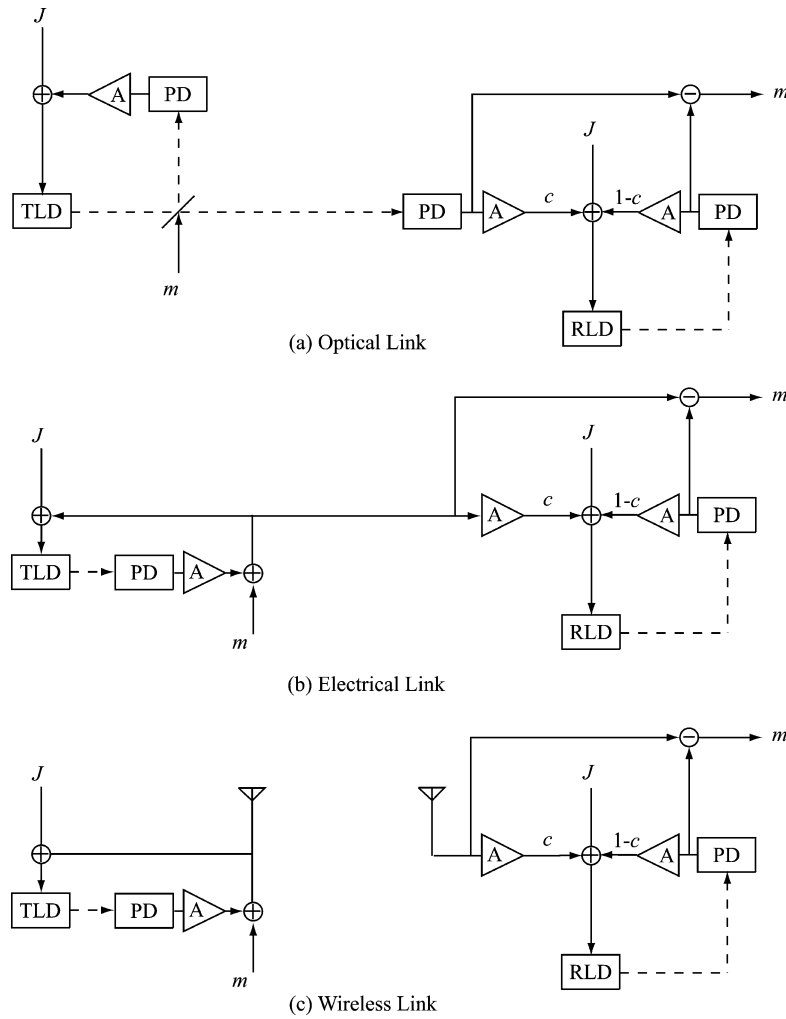 J
A
PD
m
J
TLD
PD
A
c
1-c
A
PD
m
RLD
(a) Optical Link
m
J
J
A
c
1-c
A
PD
TLD
PD
A
m
RLD
(b) Electrical Link
m
J
J
A
c
1-c
A
PD
TLD
PD
A
m
RLD
(c) Wireless Link